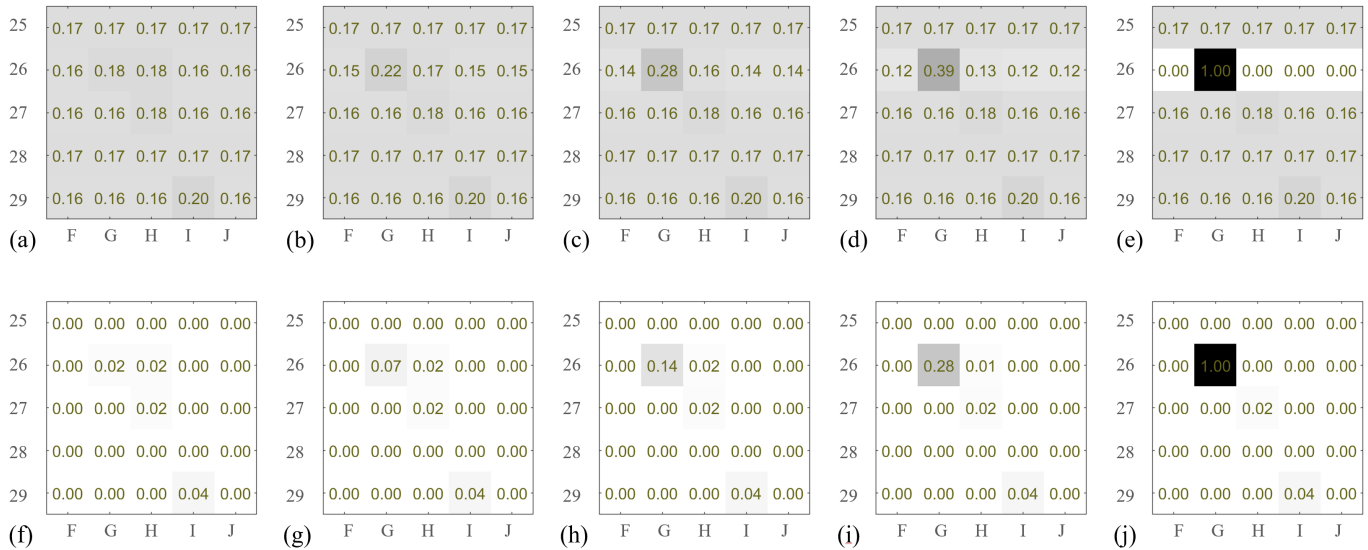 25 0.17 0.17 0.17 0.17 0.17
26 0.16 0.18 0.18 0.16 0.16
27 0.16 0.16 0.18 0.16 0.16
28 0.17 0.17 0.17 0.17 0.17
29 0.16 0.16 0.16 0.20 0.16
(a) F G H I J
25 0.17 0.17 0.17 0.17 0.17
26 0.15 0.22 0.17 0.15 0.15
27 0.16 0.16 0.18 0.16 0.16
28 0.17 0.17 0.17 0.17 0.17
29 0.16 0.16 0.16 0.20 0.16
(b) F G H I J
25 0.17 0.17 0.17 0.17 0.17
26 0.14 0.28 0.16 0.14 0.14
27 0.16 0.16 0.18 0.16 0.16
28 0.17 0.17 0.17 0.17 0.17
29 0.16 0.16 0.16 0.20 0.16
(c) F G H I J
25 0.17 0.17 0.17 0.17 0.17
26 0.12 0.39 0.13 0.12 0.12
27 0.16 0.16 0.18 0.16 0.16
28 0.17 0.17 0.17 0.17 0.17
29 0.16 0.16 0.16 0.20 0.16
(d) F G H I J
25 0.17 0.17 0.17 0.17 0.17
26 0.00 1.00 0.00 0.00 0.00
27 0.16 0.16 0.18 0.16 0.16
28 0.17 0.17 0.17 0.17 0.17
29 0.16 0.16 0.16 0.20 0.16
(e) F G H I J
25 0.00 0.00 0.00 0.00 0.00
26 0.00 0.02 0.02 0.00 0.00
27 0.00 0.00 0.02 0.00 0.00
28 0.00 0.00 0.00 0.00 0.00
29 0.00 0.00 0.00 0.04 0.00
(f) F G H I J
25 0.00 0.00 0.00 0.00 0.00
26 0.00 0.07 0.02 0.00 0.00
27 0.00 0.00 0.02 0.00 0.00
28 0.00 0.00 0.00 0.00 0.00
29 0.00 0.00 0.00 0.04 0.00
(g) F G H I J
25 0.00 0.00 0.00 0.00 0.00
26 0.00 0.14 0.02 0.00 0.00
27 0.00 0.00 0.02 0.00 0.00
28 0.00 0.00 0.00 0.00 0.00
29 0.00 0.00 0.00 0.04 0.00
(h) F G H I J
25 0.00 0.00 0.00 0.00 0.00
26 0.00 0.28 0.01 0.00 0.00
27 0.00 0.00 0.02 0.00 0.00
28 0.00 0.00 0.00 0.00 0.00
29 0.00 0.00 0.00 0.04 0.00
(i) F G H I J
25 0.00 0.00 0.00 0.00 0.00
26 0.00 1.00 0.00 0.00 0.00
27 0.00 0.00 0.02 0.00 0.00
28 0.00 0.00 0.00 0.00 0.00
29 0.00 0.00 0.00 0.04 0.00
(j) F G H I J